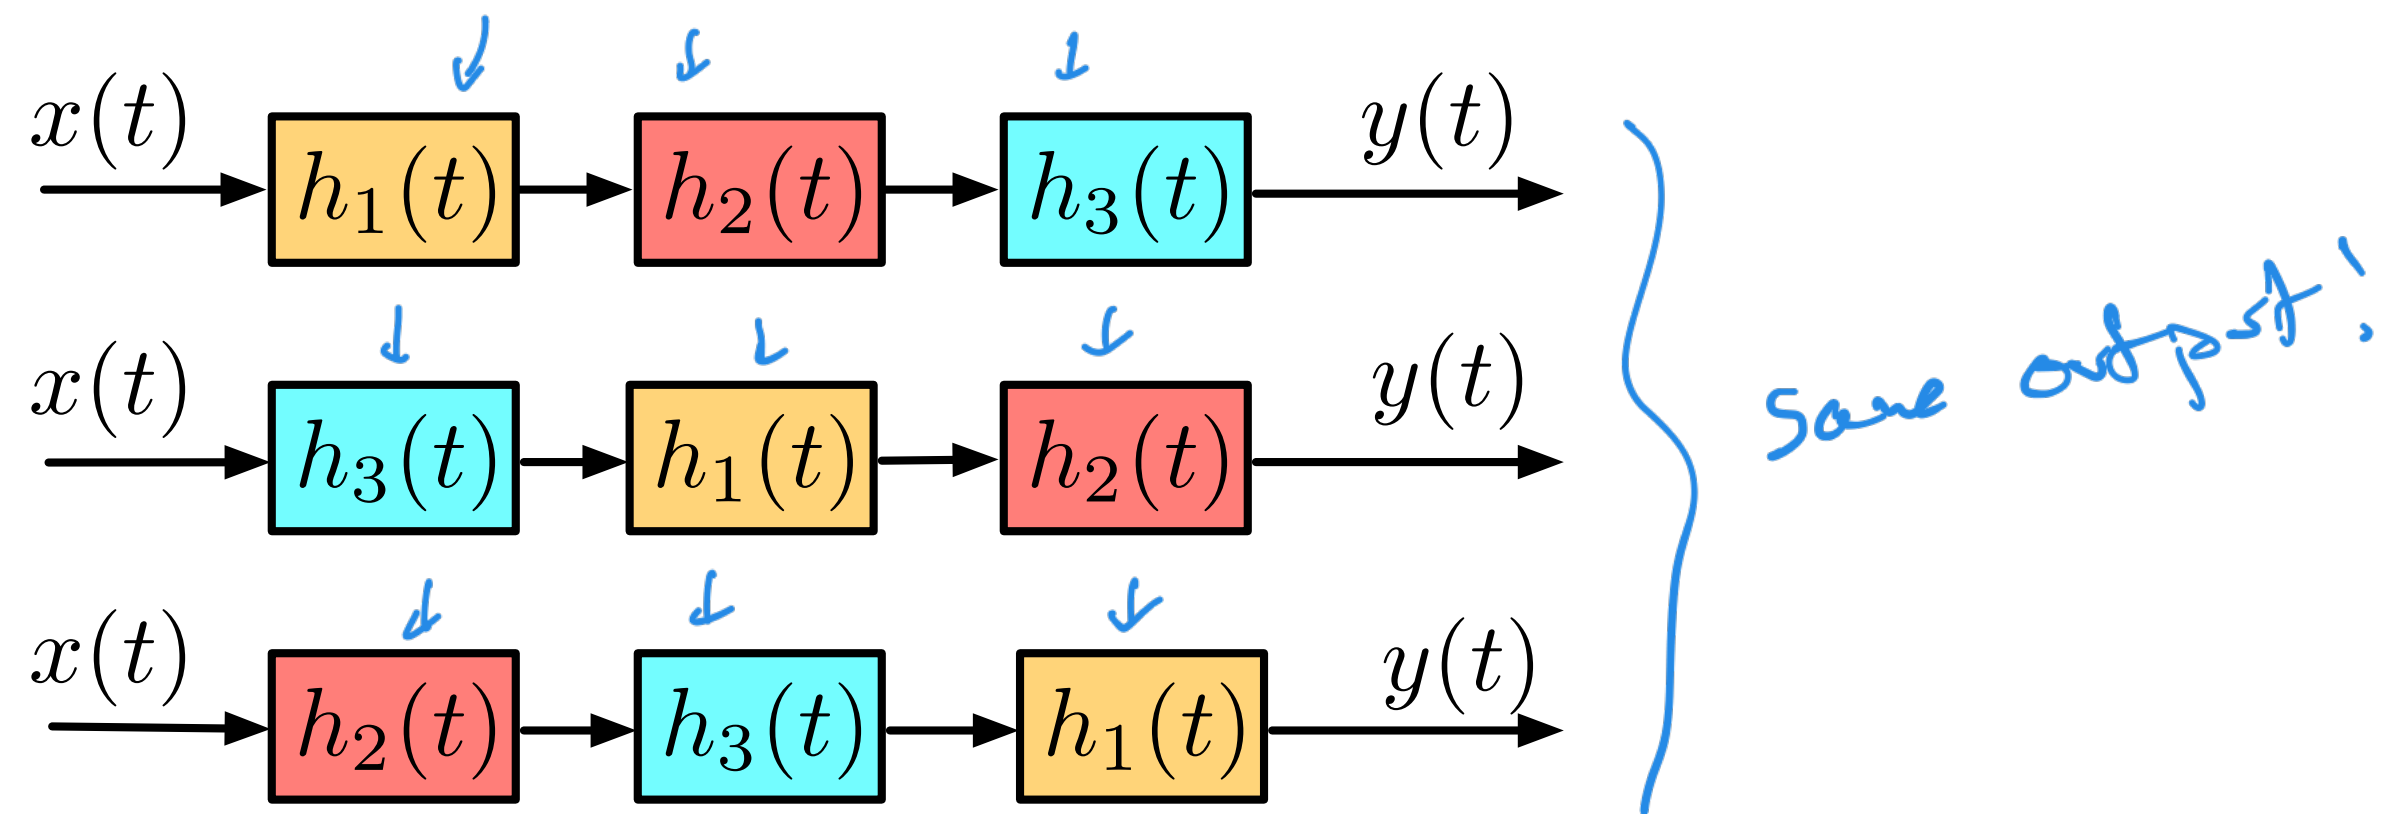 x(t) h₁(t) h₂(t) h₃(t) y(t)
x(t) h₃(t) h₁(t) h₂(t) y(t)
same output!
x(t) h₂(t) h₃(t) h₁(t) y(t)